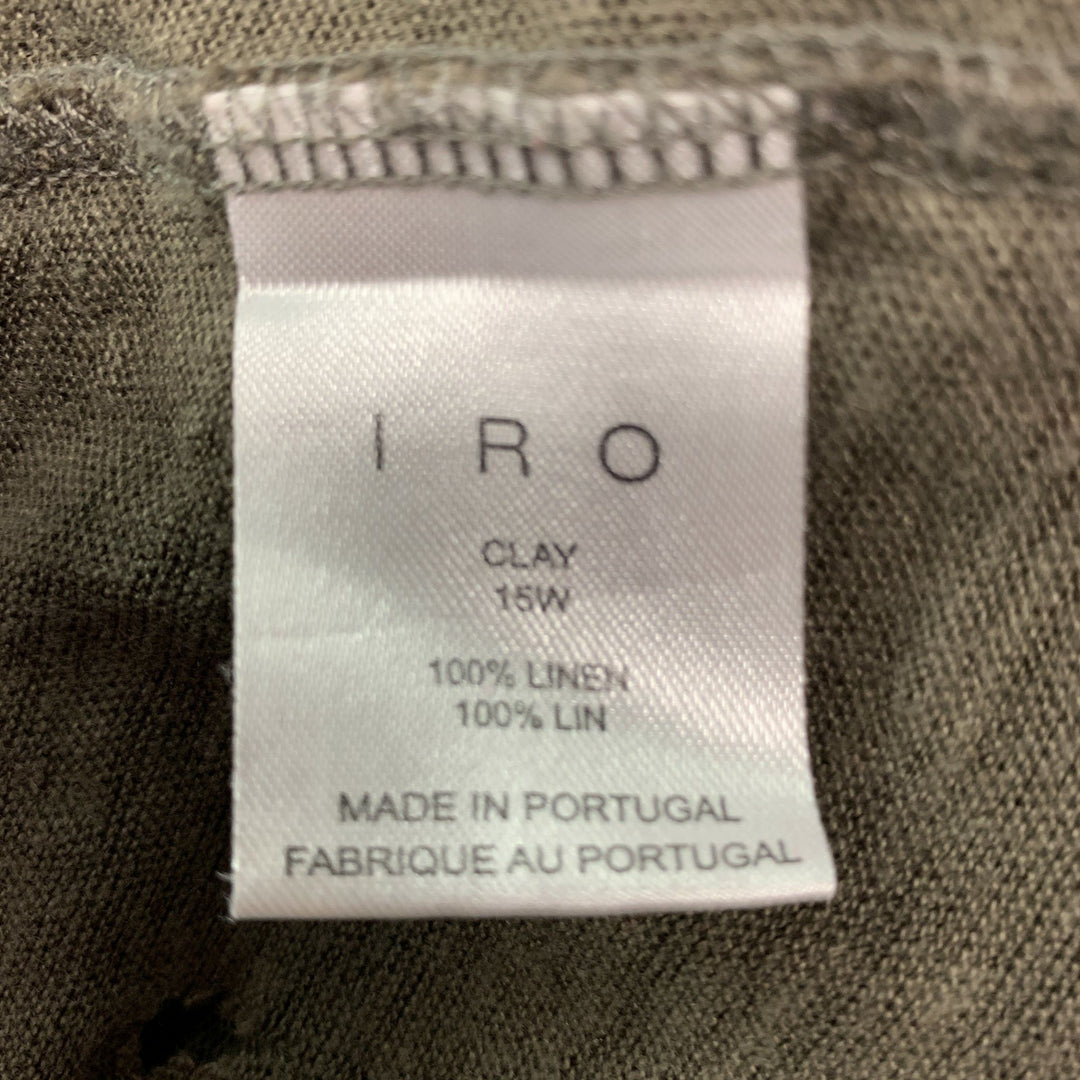 I R O
CLAY
15W
100% LINEN
100% LIN
MADE IN PORTUGAL
FABRIQUE AU PORTUGAL